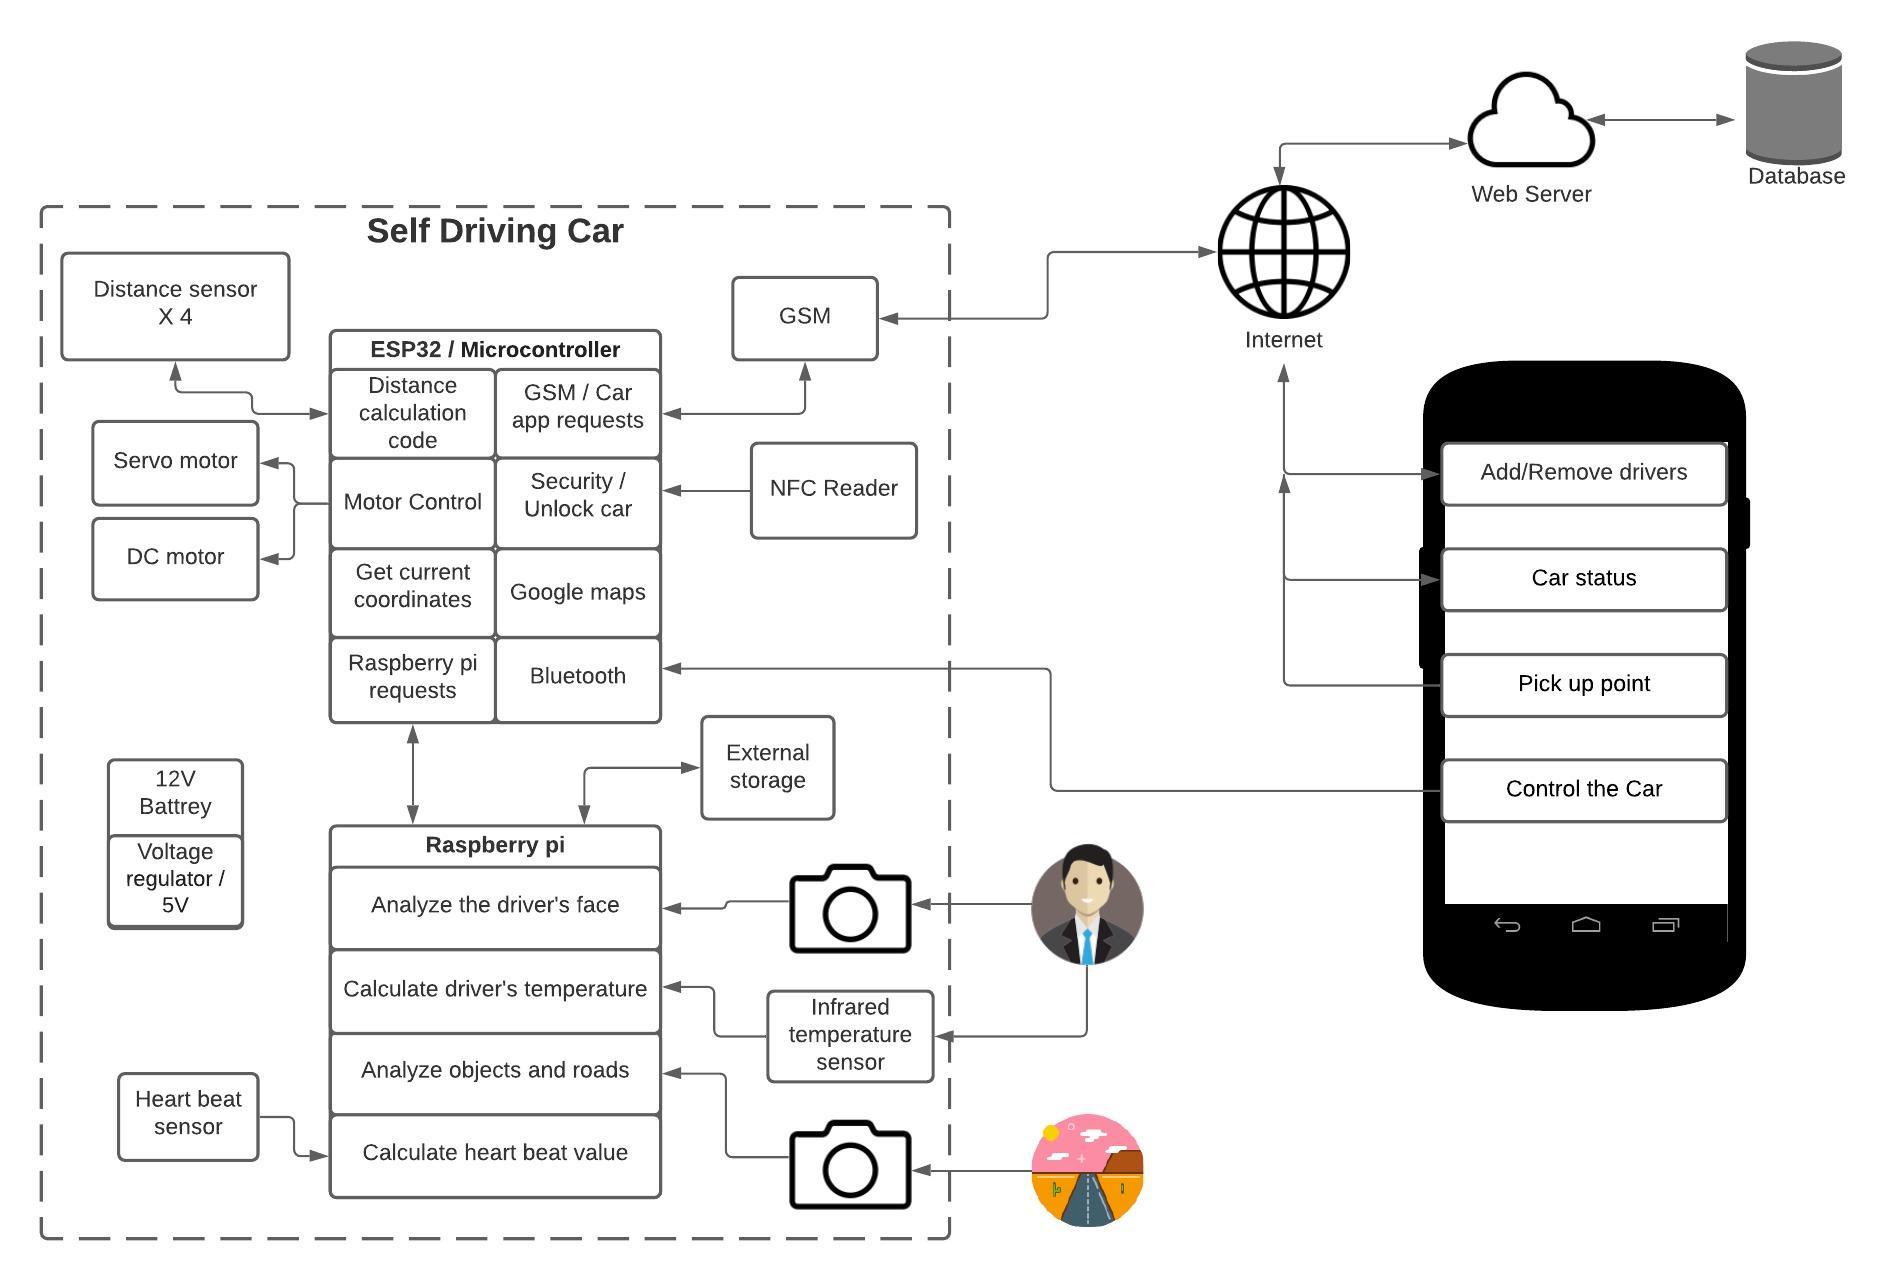 Database
Web Server
Self Driving Car
Distance sensor
X 4
GSM
Internet
ESP32 / Microcontroller
Distance
calculation
code
GSM / Car
app requests
Servo motor
Motor Control
Security /
Unlock car
NFC Reader
DC motor
Get current
coordinates
Google maps
Raspberry pi
requests
Bluetooth
Add/Remove drivers
Car status
Pick up point
Control the Car
External
storage
12V
Battrey
Voltage
regulator /
5V
Raspberry pi
Analyze the driver's face
Calculate driver's temperature
Infrared
temperature
sensor
Analyze objects and roads
Heart beat
sensor
Calculate heart beat value